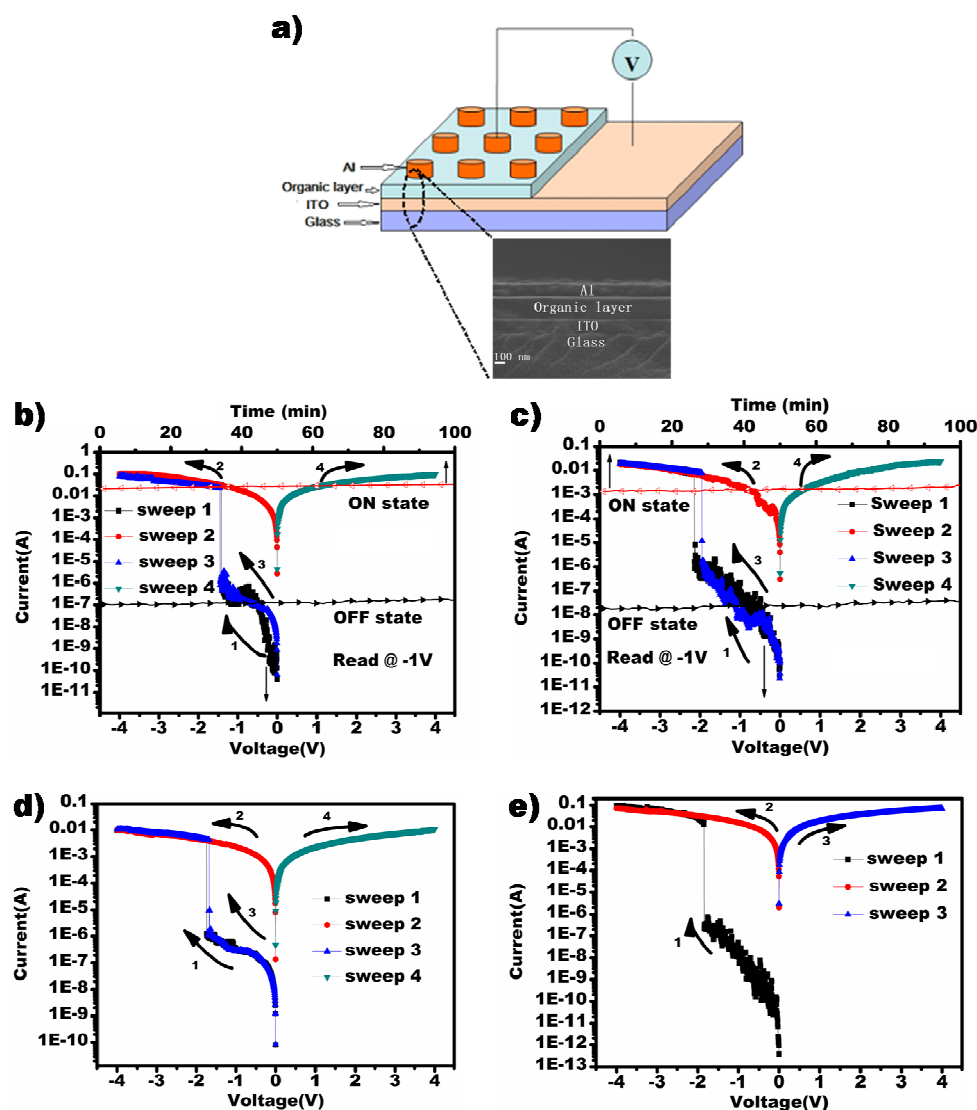 a)
V
Al
Organic layer
ITO
Glass
Al
Organic layer
ITO
Glass
100 nm
b)
Time (min)
0 20 40 60 80 100
Current(A)
1
0.1
0.01
1E-3
1E-4
1E-5
1E-6
1E-7
1E-8
1E-9
1E-10
1E-11
2
4
ON state
sweep 1
sweep 2
sweep 3
sweep 4
3
OFF state
1
Read @ -1V
-4 -3 -2 -1 0 1 2 3 4
Voltage(V)
c)
Time (min)
0 20 40 60 80 100
Current(A)
0.1
0.01
1E-3
1E-4
1E-5
1E-6
1E-7
1E-8
1E-9
1E-10
1E-11
1E-12
2
4
ON state
Sweep 1
Sweep 2
Sweep 3
Sweep 4
3
OFF state
1
Read @ -1V
-4 -3 -2 -1 0 1 2 3 4
Voltage(V)
d)
Current(A)
0.1
0.01
1E-3
1E-4
1E-5
1E-6
1E-7
1E-8
1E-9
1E-10
2
4
3
1
sweep 1
sweep 2
sweep 3
sweep 4
-4 -3 -2 -1 0 1 2 3 4
Voltage(V)
e)
Current(A)
0.1
0.01
1E-3
1E-4
1E-5
1E-6
1E-7
1E-8
1E-9
1E-10
1E-11
1E-12
1E-13
2
3
1
sweep 1
sweep 2
sweep 3
-4 -3 -2 -1 0 1 2 3 4
Voltage(V)